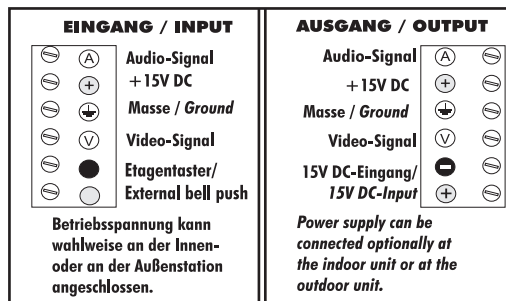 EINGANG / INPUT
A Audio-Signal
+ +15V DC
Masse / Ground
V Video-Signal
Etagentaster/
External bell push
Betriebsspannung kann
wahlweise an der Innen-
oder an der Außenstation
angeschlossen.
AUSGANG / OUTPUT
Audio-Signal A
+15V DC +
Masse / Ground
Video-Signal V
15V DC-Eingang/ −
15V DC-Input +
Power supply can be
connected optionally at
the indoor unit or at the
outdoor unit.